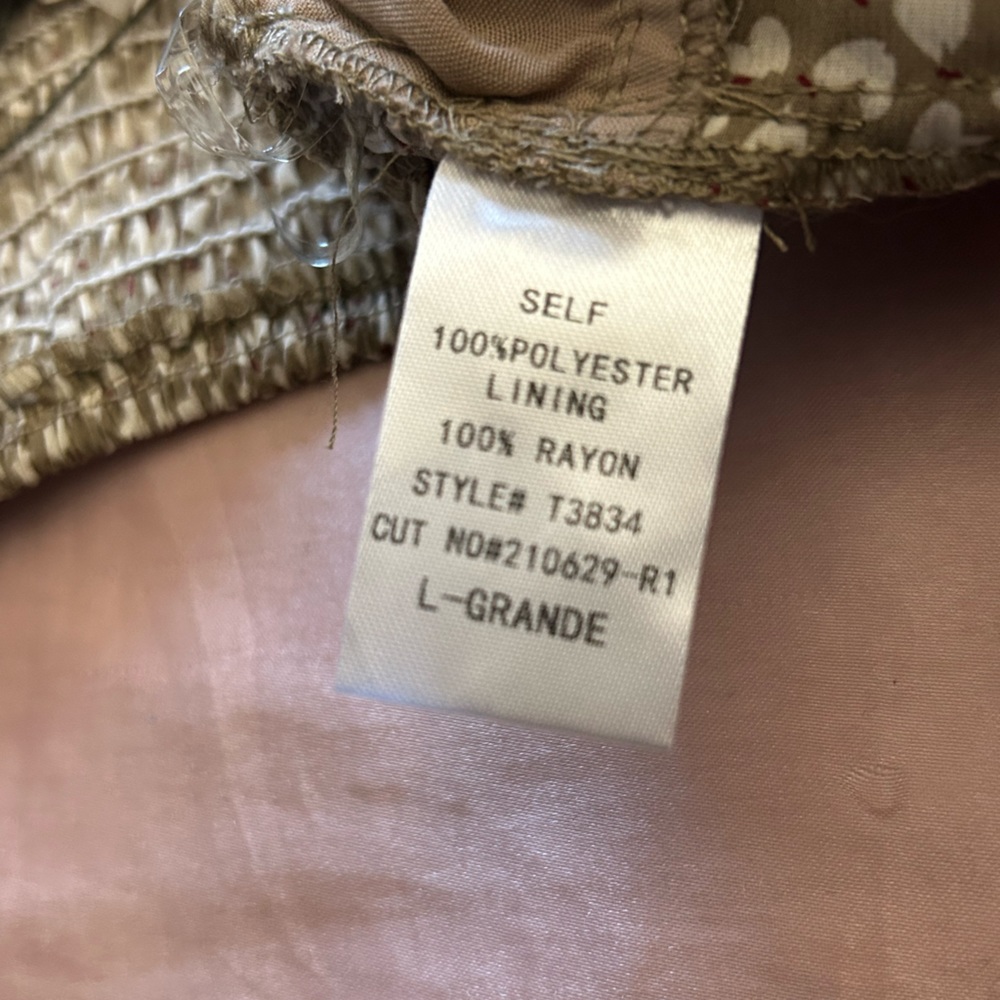 SELF
100%POLYESTER
LINING
100% RAYON
STYLE# T3834
CUT NO#210629-R1
L-GRANDE